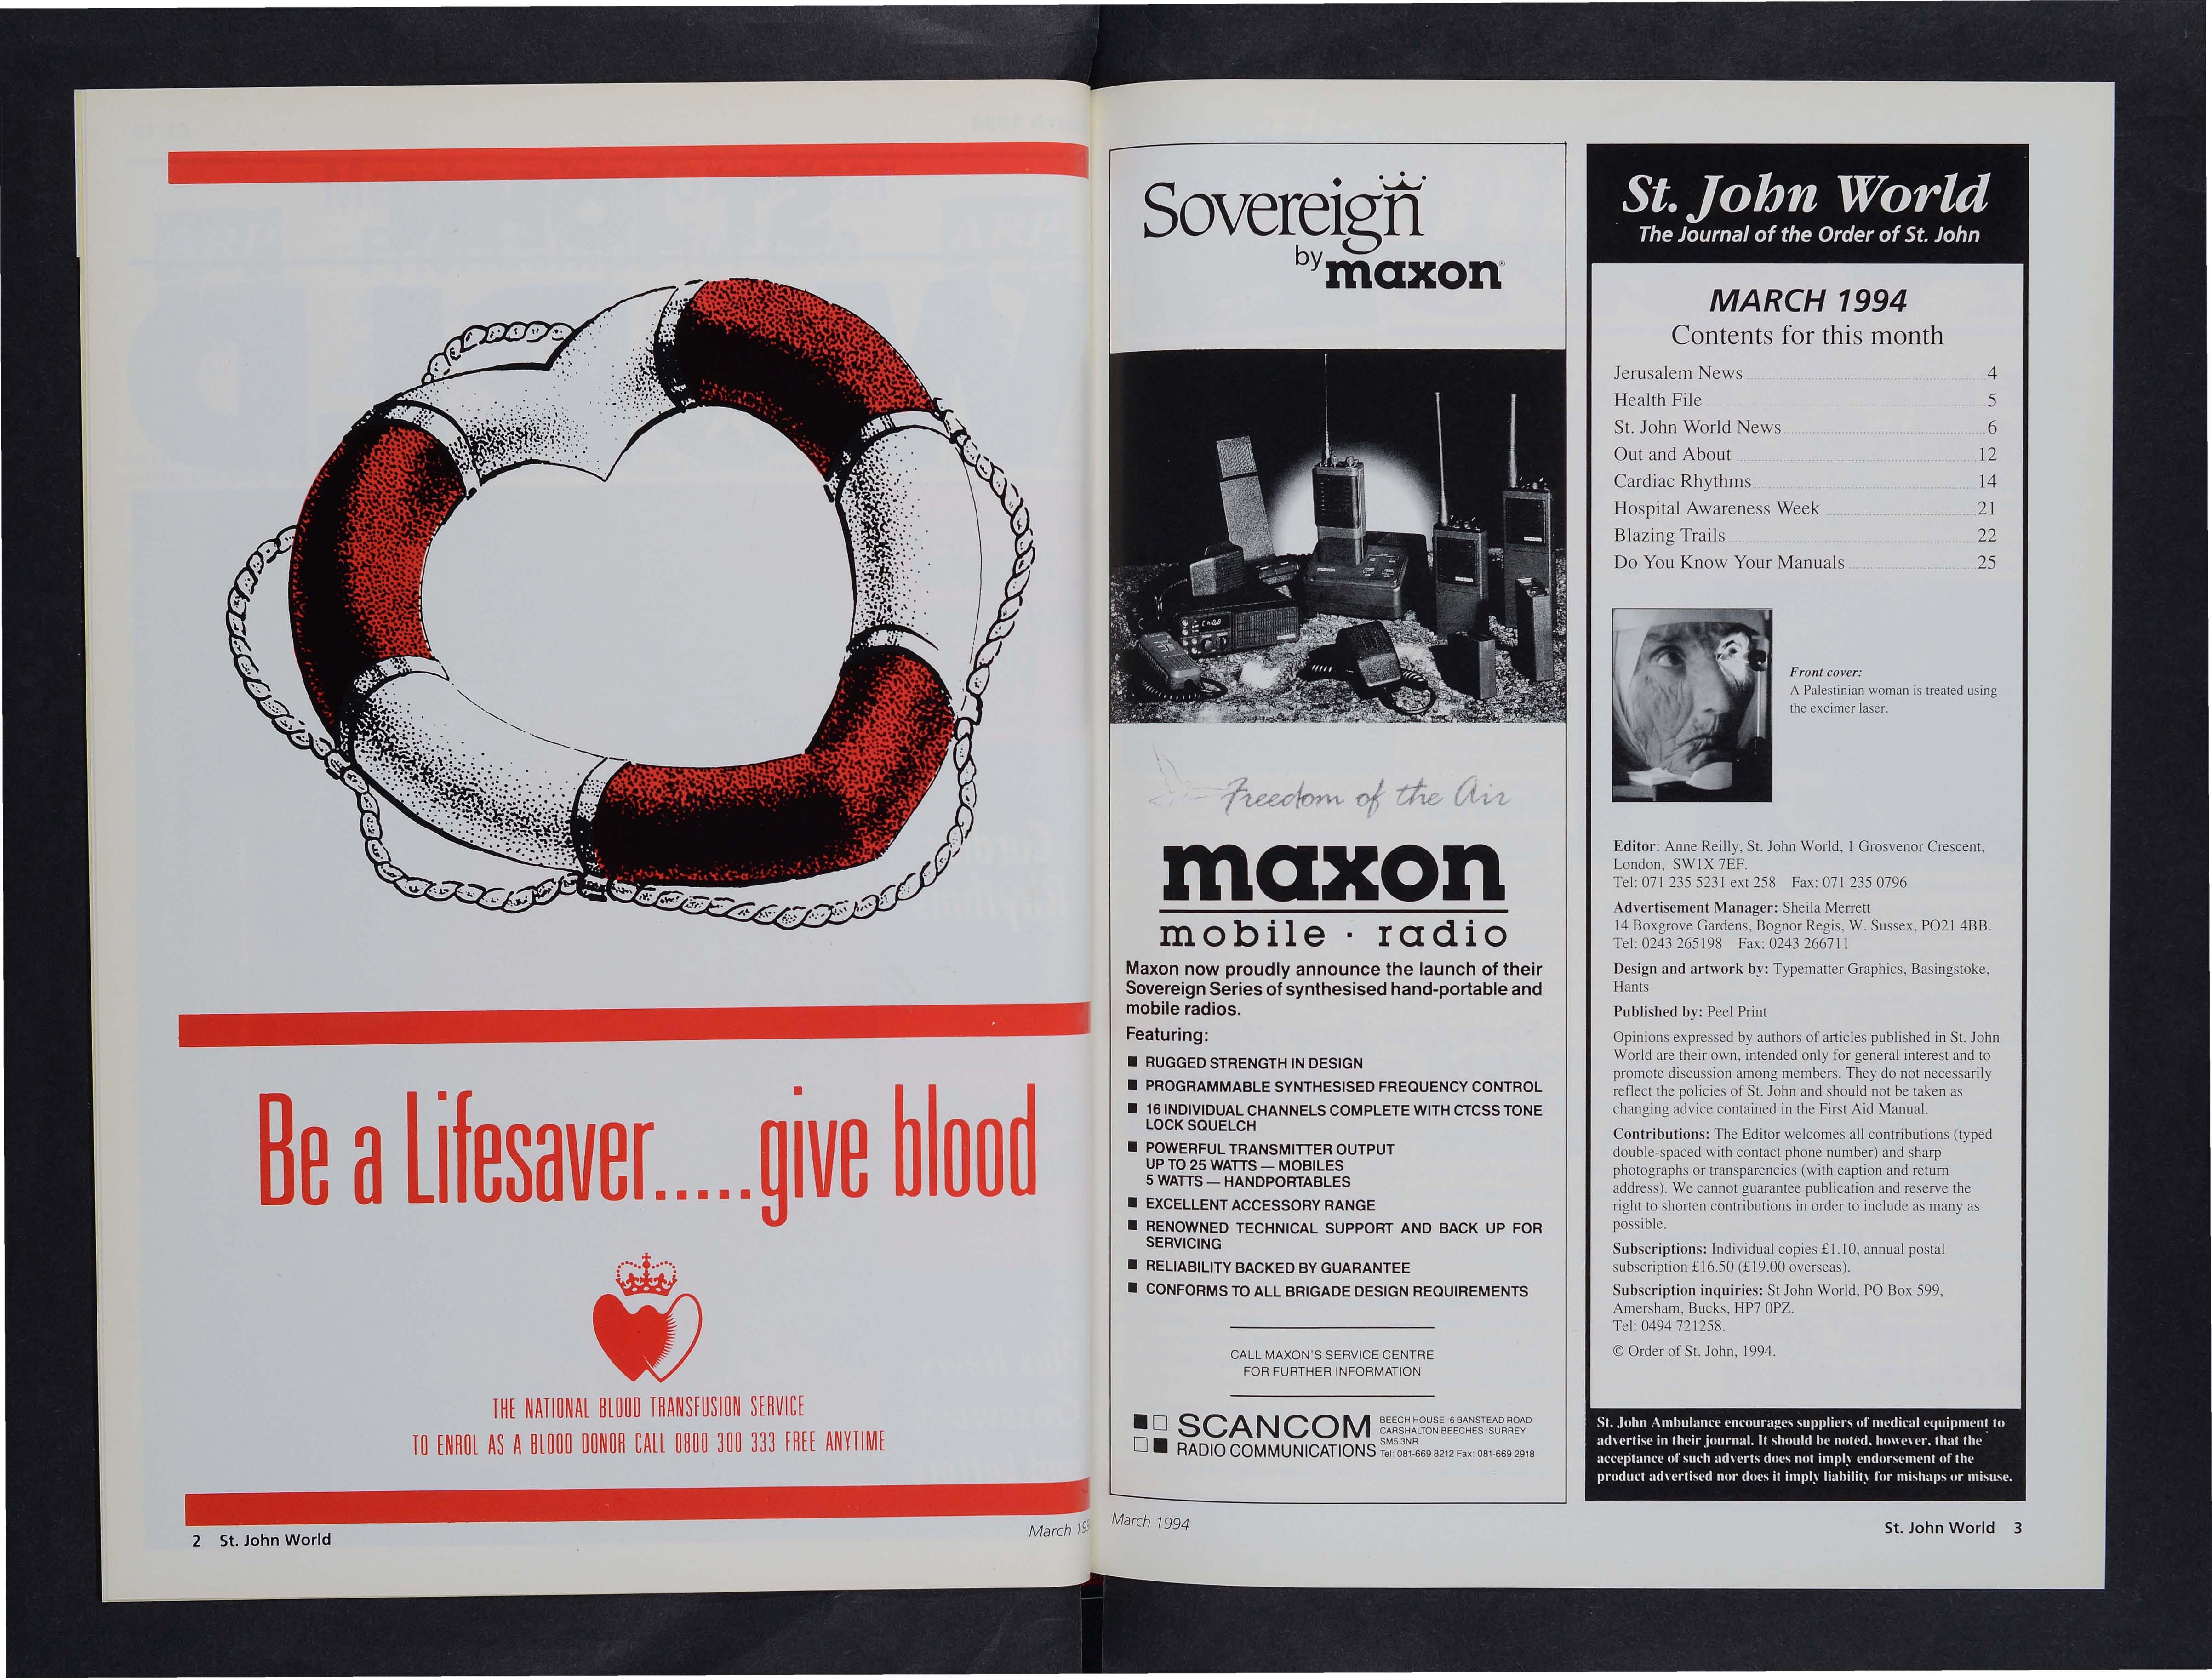 Be a Lifesaver.....give blood
THE NATIONAL BLOOD TRANSFUSION SERVICE
TO ENROL AS A BLOOD DONOR CALL 0800 300 333 FREE ANYTIME
2 St. John World
March 199
Sovereign
by maxon®
Freedom of the Air
maxon
mobile · radio
Maxon now proudly announce the launch of their
Sovereign Series of synthesised hand-portable and
mobile radios.
Featuring:
■ RUGGED STRENGTH IN DESIGN
■ PROGRAMMABLE SYNTHESISED FREQUENCY CONTROL
■ 16 INDIVIDUAL CHANNELS COMPLETE WITH CTCSS TONE
LOCK SQUELCH
■ POWERFUL TRANSMITTER OUTPUT
UP TO 25 WATTS — MOBILES
5 WATTS — HANDPORTABLES
■ EXCELLENT ACCESSORY RANGE
■ RENOWNED TECHNICAL SUPPORT AND BACK UP FOR
SERVICING
■ RELIABILITY BACKED BY GUARANTEE
■ CONFORMS TO ALL BRIGADE DESIGN REQUIREMENTS
CALL MAXON'S SERVICE CENTRE
FOR FURTHER INFORMATION
SCANCOM
RADIO COMMUNICATIONS
BEECH HOUSE 6 BANSTEAD ROAD
CARSHALTON BEECHES SURREY
SM5 3NR
Tel: 081-669 8212 Fax: 081-669 2918
March 1994
St. John World
The Journal of the Order of St. John
MARCH 1994
Contents for this month
Jerusalem News 4
Health File 5
St. John World News 6
Out and About 12
Cardiac Rhythms 14
Hospital Awareness Week 21
Blazing Trails 22
Do You Know Your Manuals 25
Front cover:
A Palestinian woman is treated using
the excimer laser.
Editor: Anne Reilly, St. John World, 1 Grosvenor Crescent,
London, SW1X 7EF.
Tel: 071 235 5231 ext 258 Fax: 071 235 0796
Advertisement Manager: Sheila Merrett
14 Boxgrove Gardens, Bognor Regis, W. Sussex, PO21 4BB.
Tel: 0243 265198 Fax: 0243 266711
Design and artwork by: Typematter Graphics, Basingstoke,
Hants
Published by: Peel Print
Opinions expressed by authors of articles published in St. John
World are their own, intended only for general interest and to
promote discussion among members. They do not necessarily
reflect the policies of St. John and should not be taken as
changing advice contained in the First Aid Manual.
Contributions: The Editor welcomes all contributions (typed
double-spaced with contact phone number) and sharp
photographs or transparencies (with caption and return
address). We cannot guarantee publication and reserve the
right to shorten contributions in order to include as many as
possible.
Subscriptions: Individual copies £1.10, annual postal
subscription £16.50 (£19.00 overseas).
Subscription inquiries: St John World, PO Box 599,
Amersham, Bucks, HP7 0PZ.
Tel: 0494 721258.
© Order of St. John, 1994.
St. John Ambulance encourages suppliers of medical equipment to
advertise in their journal. It should be noted, however, that the
acceptance of such adverts does not imply endorsement of the
product advertised nor does it imply liability for mishaps or misuse.
St. John World 3